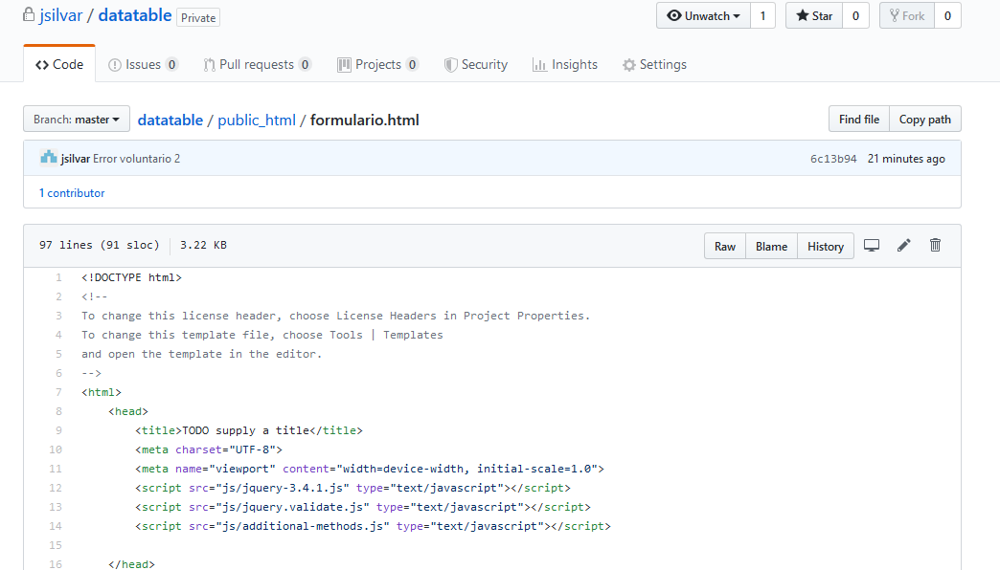 jsilvar / datatable Private Unwatch 1 Star 0 Fork 0
Code Issues 0 Pull requests 0 Projects 0 Security Insights Settings
Branch: master datatable / public_html / formulario.html Find file Copy path
jsilvar Error voluntario 2 6c13b94 21 minutes ago
1 contributor
97 lines (91 sloc) 3.22 KB Raw Blame History
1 <!DOCTYPE html>
2 <!--
3 To change this license header, choose License Headers in Project Properties.
4 To change this template file, choose Tools | Templates
5 and open the template in the editor.
6 -->
7 <html>
8 <head>
9 <title>TODO supply a title</title>
10 <meta charset="UTF-8">
11 <meta name="viewport" content="width=device-width, initial-scale=1.0">
12 <script src="js/jquery-3.4.1.js" type="text/javascript"></script>
13 <script src="js/jquery.validate.js" type="text/javascript"></script>
14 <script src="js/additional-methods.js" type="text/javascript"></script>
15
16 </head>